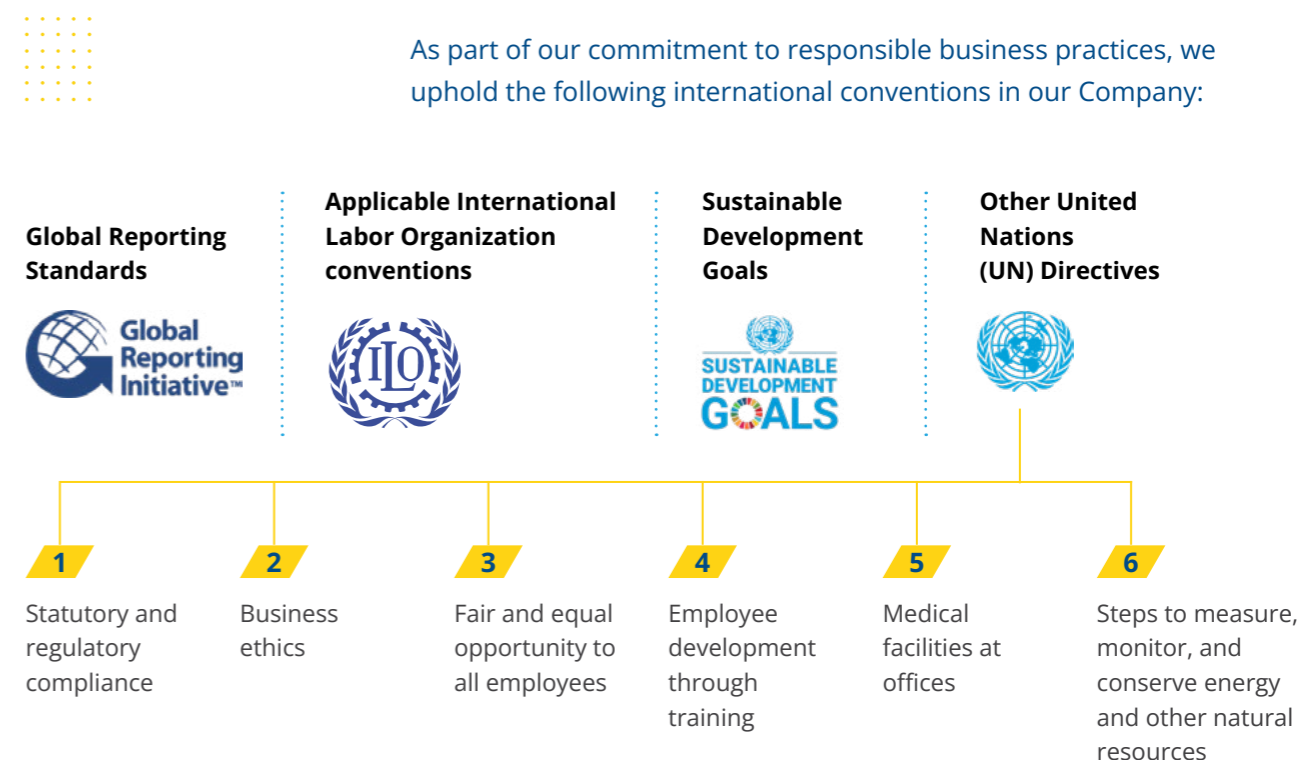 As part of our commitment to responsible business practices, we
uphold the following international conventions in our Company:
Global Reporting
Standards
Global
Reporting
Initiative™
Applicable International
Labor Organization
conventions
ILO
Sustainable
Development
Goals
SUSTAINABLE
DEVELOPMENT
GOALS
Other United
Nations
(UN) Directives
1
Statutory and
regulatory
compliance
2
Business
ethics
3
Fair and equal
opportunity to
all employees
4
Employee
development
through
training
5
Medical
facilities at
offices
6
Steps to measure,
monitor, and
conserve energy
and other natural
resources